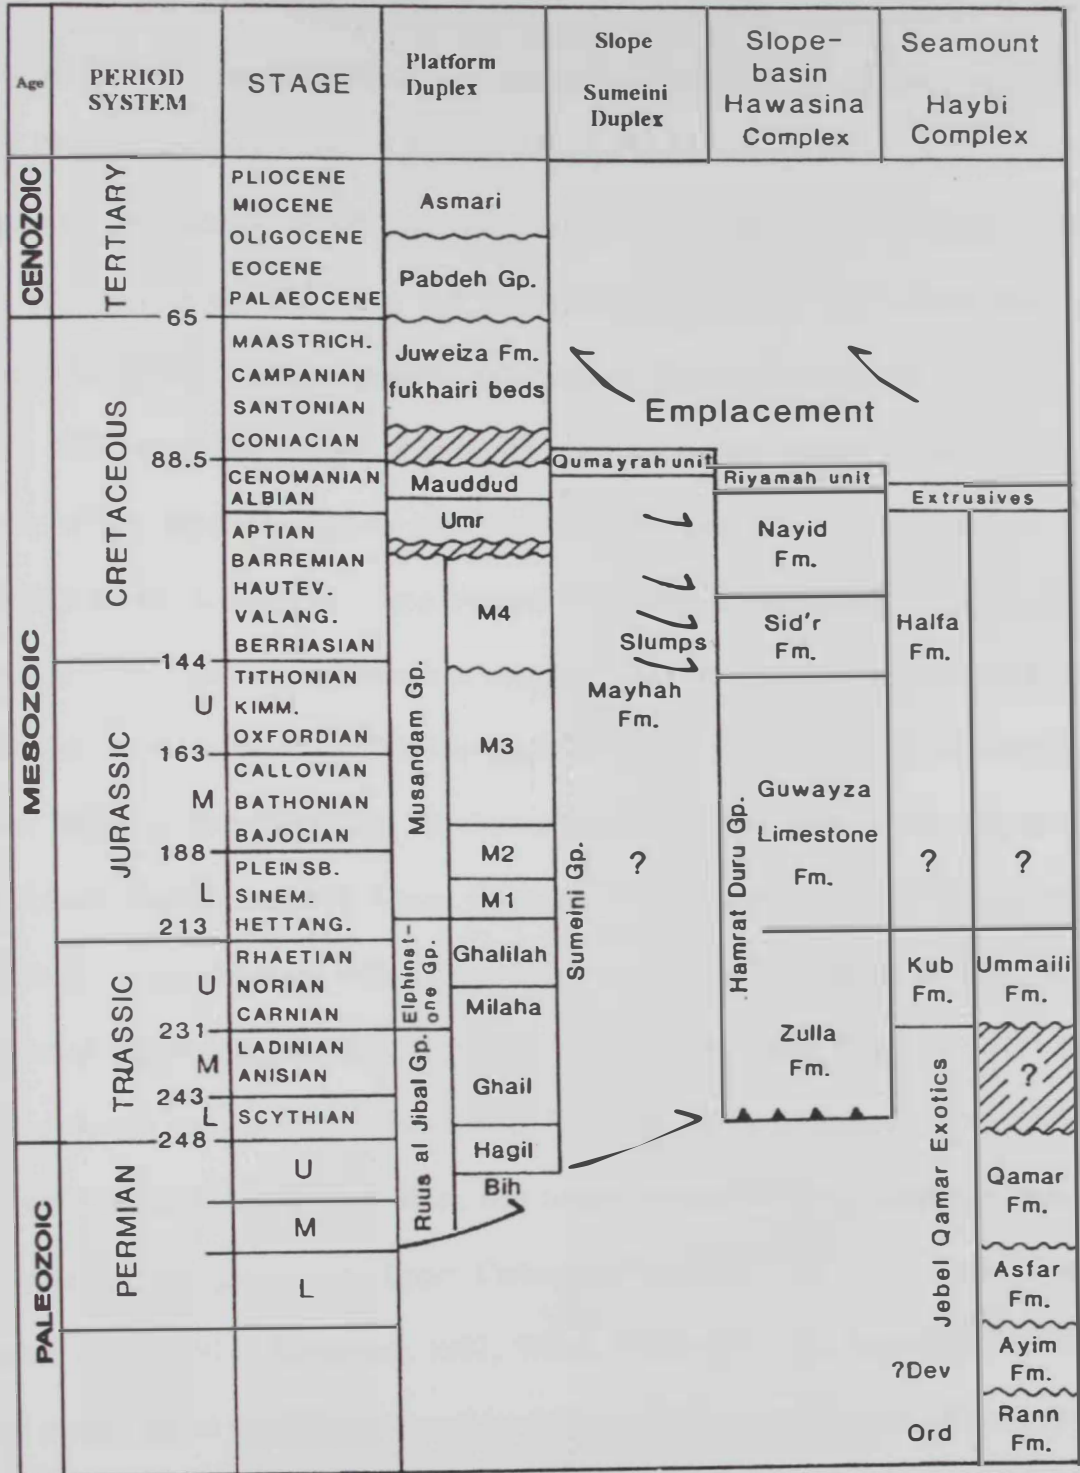 Age
PERIOD
SYSTEM
STAGE
Platform
Duplex
Slope
Sumeini
Duplex
Slope-
basin
Hawasina
Complex
Seamount
Haybi
Complex
CENOZOIC
TERTIARY
PLIOCENE
MIOCENE
OLIGOCENE
EOCENE
PALAEOCENE
Asmari
Pabdeh Gp.
65
MESOZOIC
CRETACEOUS
MAASTRICH.
CAMPANIAN
SANTONIAN
CONIACIAN
Juweiza Fm.
fukhairi beds
Emplacement
88.5
CENOMANIAN
ALBIAN
Mauddud
Qumayrah unit
Riyamah unit
Extrusives
APTIAN
BARREMIAN
HAUTEV.
VALANG.
BERRIASIAN
Umr
Musandam Gp.
M4
Slumps
Mayhah
Fm.
Nayid
Fm.
Sid'r
Fm.
Halfa
Fm.
144
JURASSIC
U
TITHONIAN
KIMM.
OXFORDIAN
163
M
CALLOVIAN
BATHONIAN
BAJOCIAN
188
L
PLEINSB.
SINEM.
HETTANG.
213
M3
M2
M1
Sumeini Gp.
?
Hamrat Duru Gp.
Guwayza
Limestone
Fm.
?
?
TRIASSIC
U
RHAETIAN
NORIAN
CARNIAN
231
M
LADINIAN
ANISIAN
243
L
SCYTHIAN
248
Elphinst-
one Gp.
Ghalilah
Milaha
Ruus al Jibal Gp.
Ghail
Hagil
Bih
Zulla
Fm.
Kub
Fm.
Ummaili
Fm.
?
Jebel Qamar Exotics
Qamar
Fm.
Asfar
Fm.
Ayim
Fm.
Rann
Fm.
?Dev
Ord
PALEOZOIC
PERMIAN
U
M
L